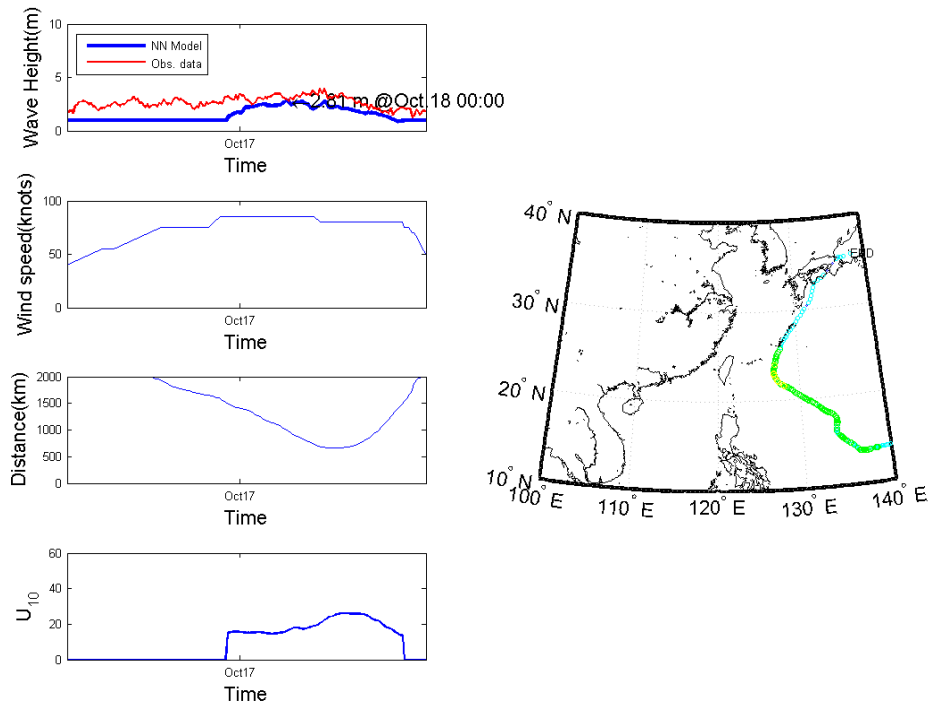 Wave Height(m)
10
5
0
NN Model
Obs. data
2.81 m @Oct.18 00:00
Oct17
Time
Wind speed(knots)
100
50
0
Oct17
Time
Distance(km)
2000
1500
1000
500
0
Oct17
Time
U10
60
40
20
0
Oct17
Time
40° N
30° N
20° N
10° N
100° E
110° E
120° E
130° E
140° E
END